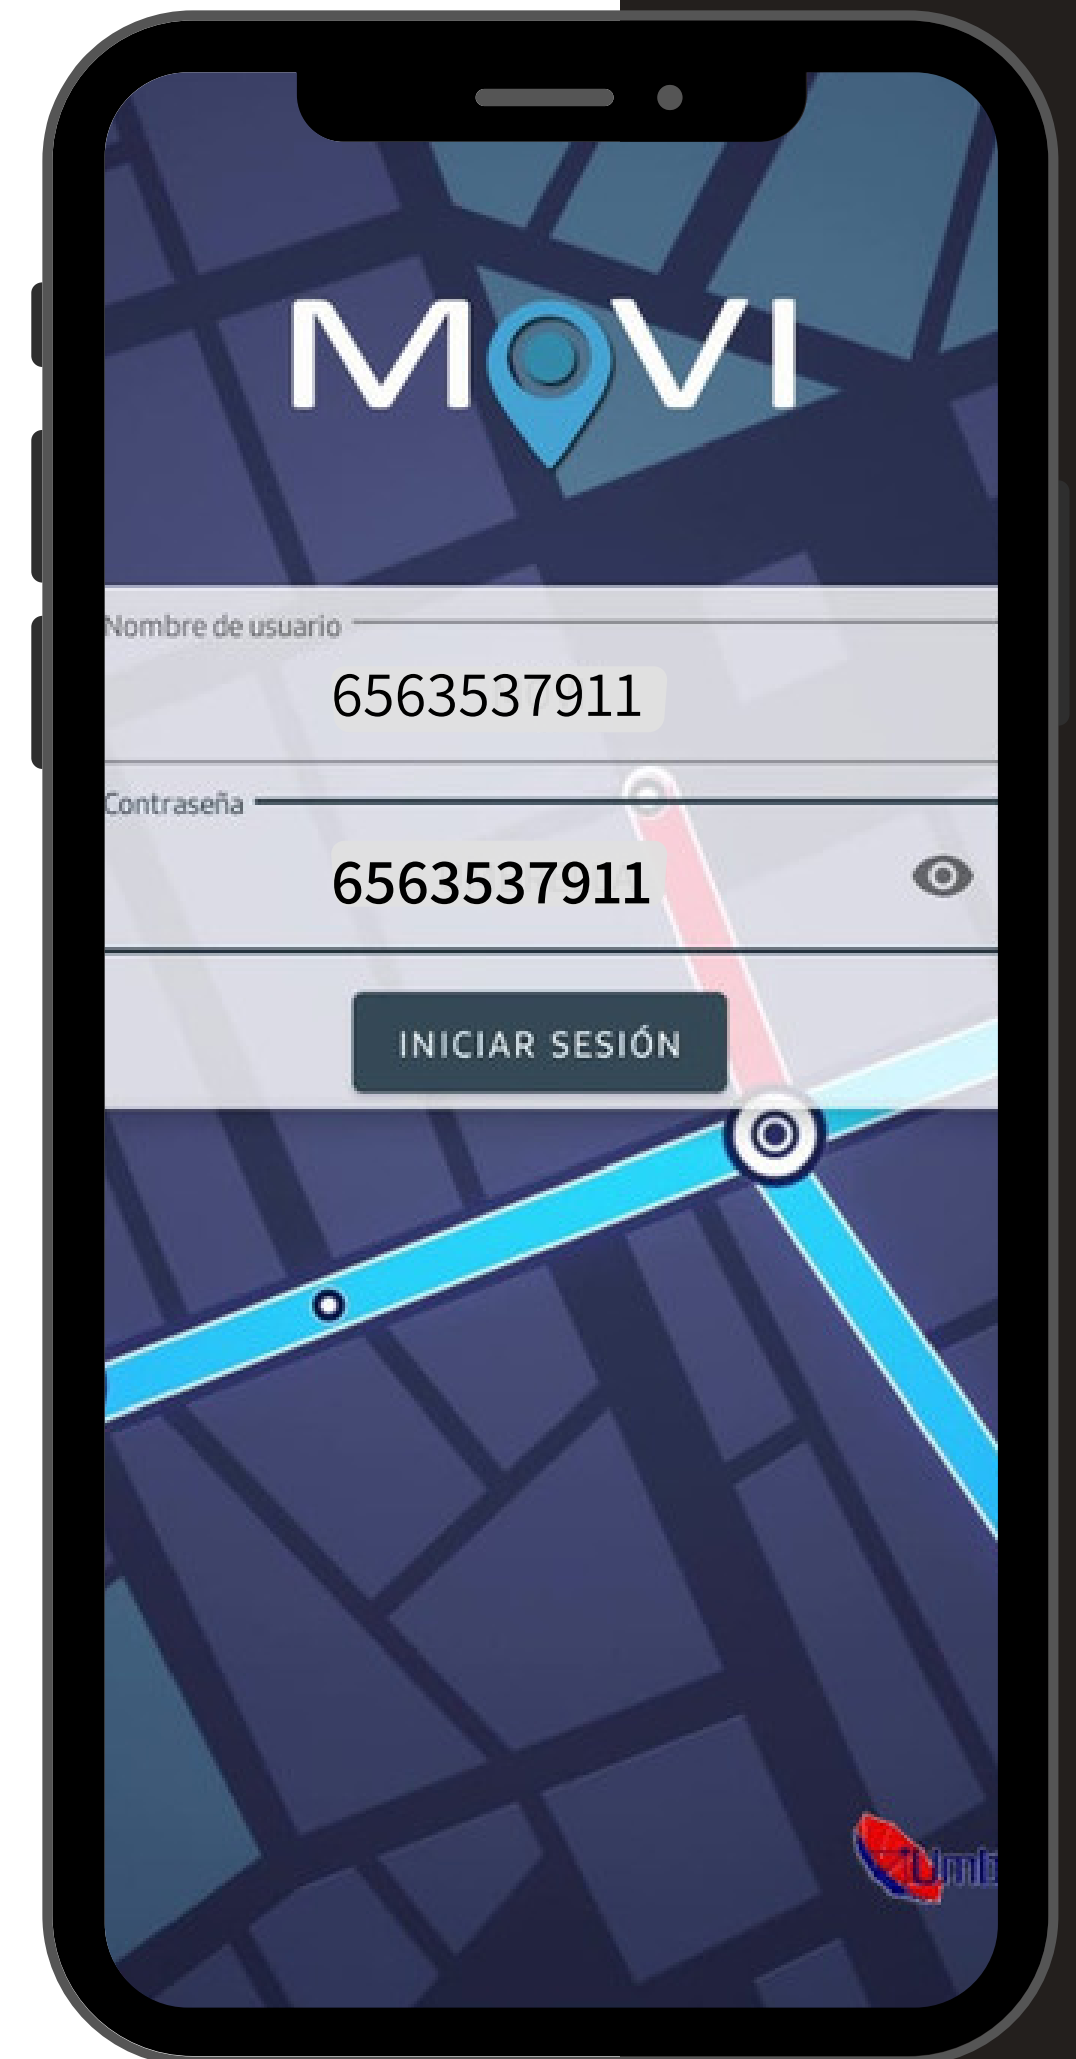 MOVI
Nombre de usuario
6563537911
Contraseña
6563537911
INICIAR SESIÓN